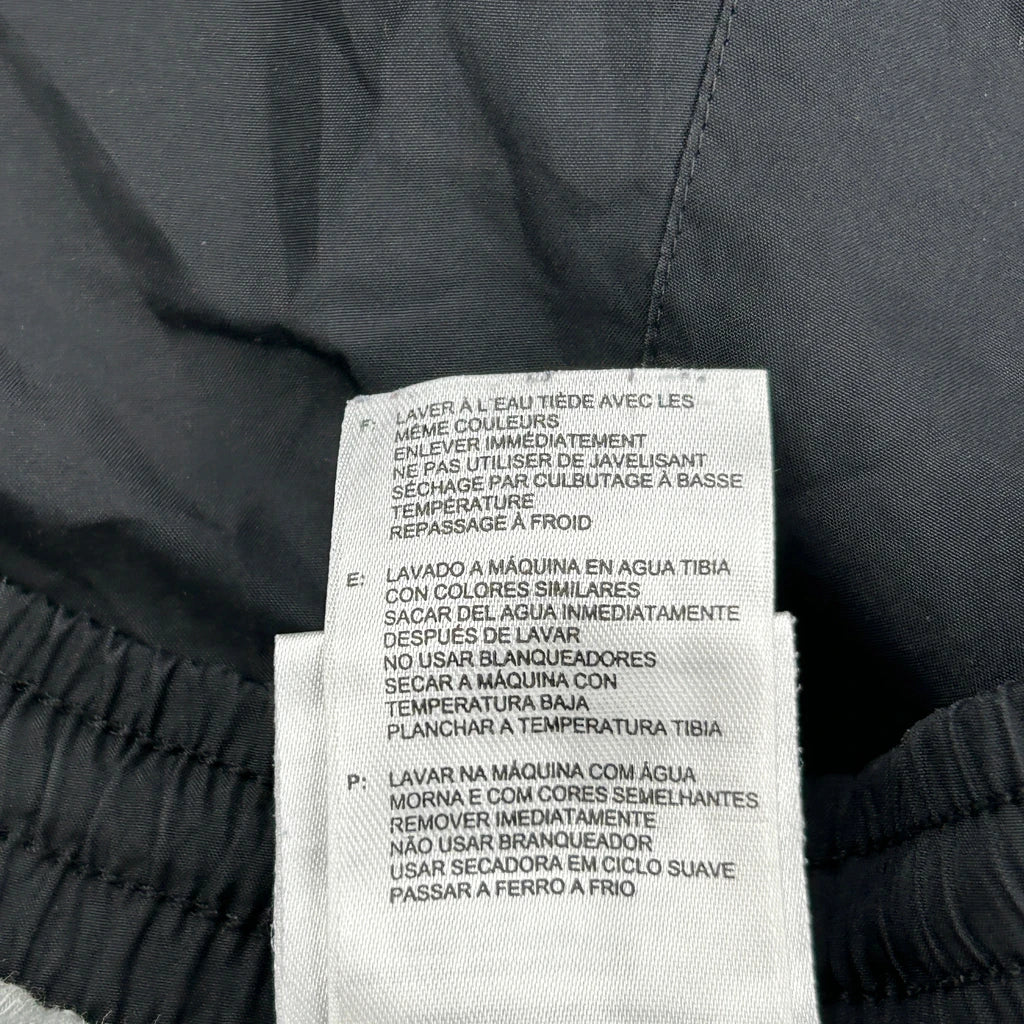 F: LAVER À L'EAU TIÈDE AVEC LES
MÊME COULEURS
ENLEVER IMMÉDIATEMENT
NE PAS UTILISER DE JAVELISANT
SÉCHAGE PAR CULBUTAGE À BASSE
TEMPÉRATURE
REPASSAGE À FROID
E: LAVADO A MÁQUINA EN AGUA TIBIA
CON COLORES SIMILARES
SACAR DEL AGUA INMEDIATAMENTE
DESPUÉS DE LAVAR
NO USAR BLANQUEADORES
SECAR A MÁQUINA CON
TEMPERATURA BAJA
PLANCHAR A TEMPERATURA TIBIA
P: LAVAR NA MÁQUINA COM ÁGUA
MORNA E COM CORES SEMELHANTES
REMOVER IMEDIATAMENTE
NÃO USAR BRANQUEADOR
USAR SECADORA EM CICLO SUAVE
PASSAR A FERRO A FRIO